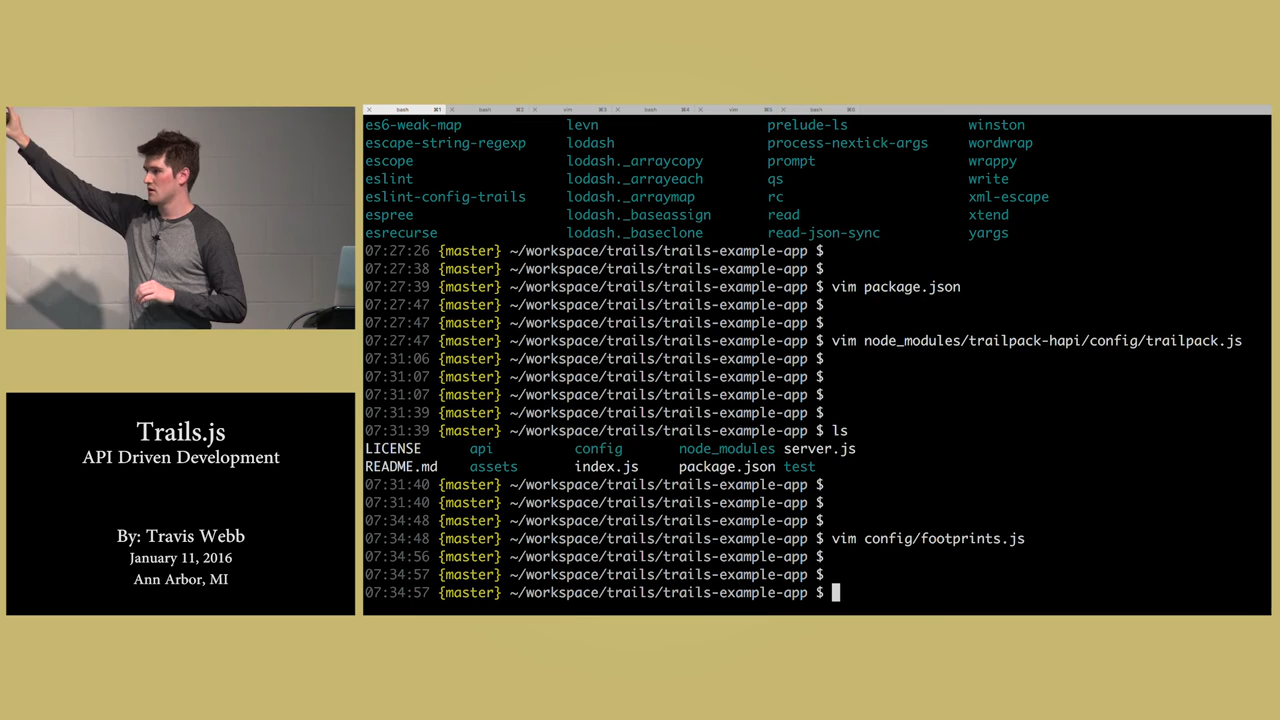 Trails.js
API Driven Development
By: Travis Webb
January 11, 2016
Ann Arbor, MI
bash ⌘1 bash ⌘2 vim ⌘3 bash ⌘4 vim ⌘5 bash ⌘6
es6-weak-map levn prelude-ls winston
escape-string-regexp lodash process-nextick-args wordwrap
escope lodash._arraycopy prompt wrappy
eslint lodash._arrayeach qs write
eslint-config-trails lodash._arraymap rc xml-escape
espree lodash._baseassign read xtend
esrecurse lodash._baseclone read-json-sync yargs
07:27:26 {master} ~/workspace/trails/trails-example-app $
07:27:38 {master} ~/workspace/trails/trails-example-app $
07:27:39 {master} ~/workspace/trails/trails-example-app $ vim package.json
07:27:47 {master} ~/workspace/trails/trails-example-app $
07:27:47 {master} ~/workspace/trails/trails-example-app $
07:27:47 {master} ~/workspace/trails/trails-example-app $ vim node_modules/trailpack-hapi/config/trailpack.js
07:31:06 {master} ~/workspace/trails/trails-example-app $
07:31:07 {master} ~/workspace/trails/trails-example-app $
07:31:07 {master} ~/workspace/trails/trails-example-app $
07:31:39 {master} ~/workspace/trails/trails-example-app $
07:31:39 {master} ~/workspace/trails/trails-example-app $ ls
LICENSE api config node_modules server.js
README.md assets index.js package.json test
07:31:40 {master} ~/workspace/trails/trails-example-app $
07:31:40 {master} ~/workspace/trails/trails-example-app $
07:34:48 {master} ~/workspace/trails/trails-example-app $
07:34:48 {master} ~/workspace/trails/trails-example-app $ vim config/footprints.js
07:34:56 {master} ~/workspace/trails/trails-example-app $
07:34:57 {master} ~/workspace/trails/trails-example-app $
07:34:57 {master} ~/workspace/trails/trails-example-app $